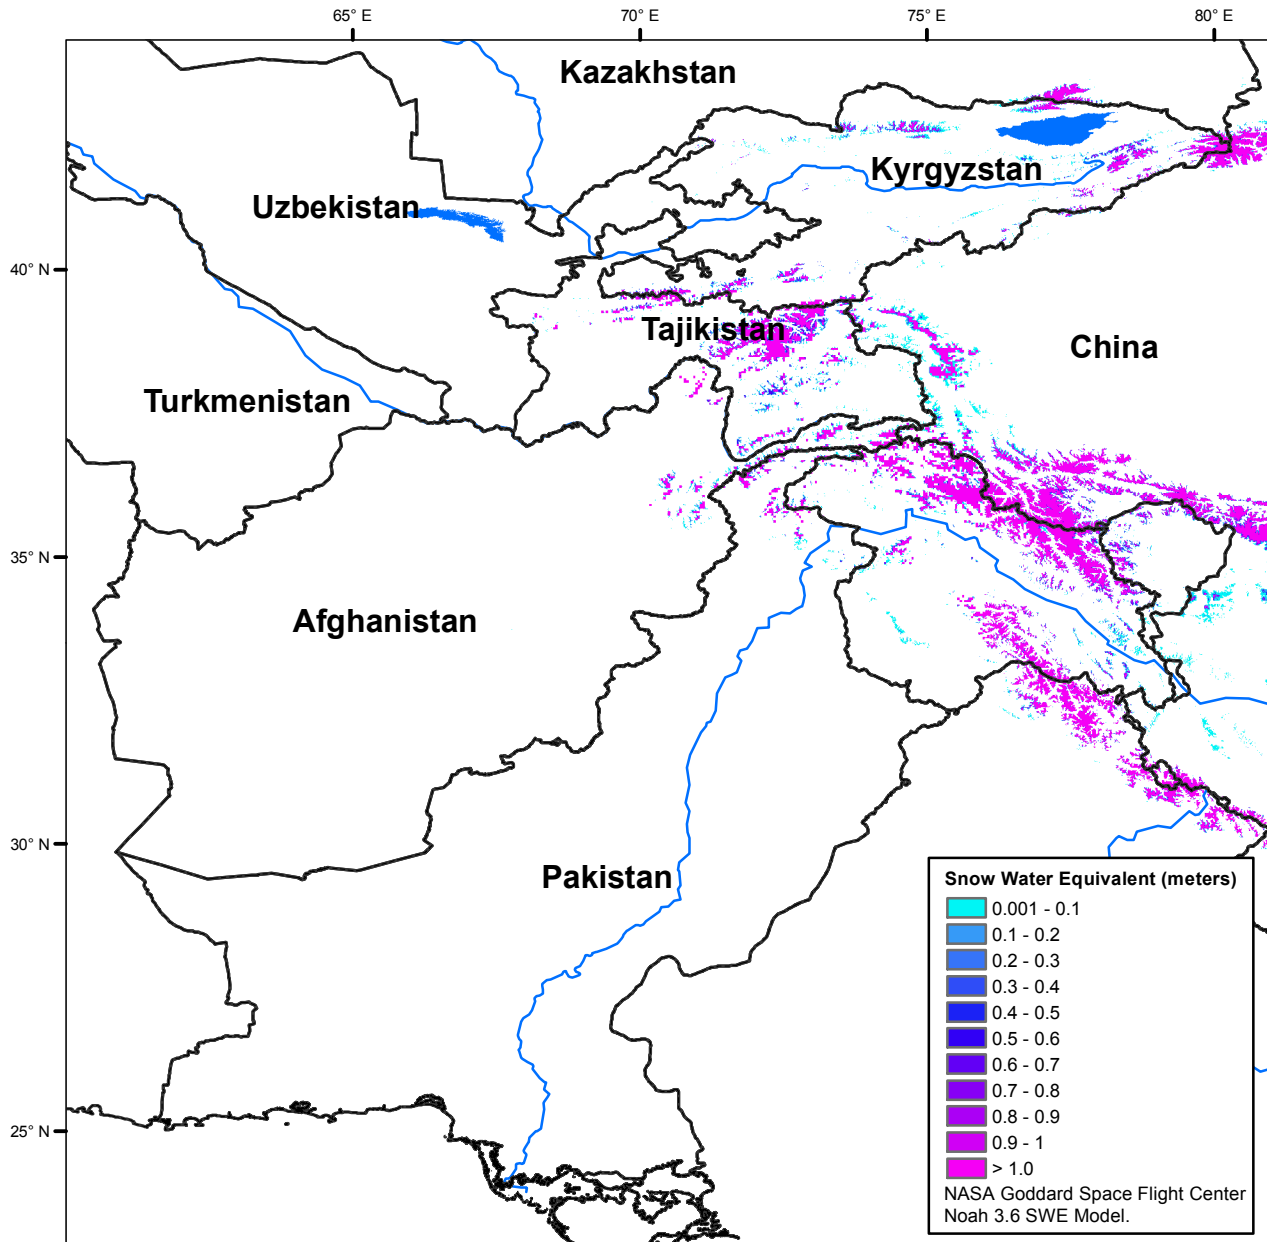 65° E
70° E
75° E
80° E
Kazakhstan
Kyrgyzstan
Uzbekistan
40° N
Tajikistan
China
Turkmenistan
35° N
Afghanistan
30° N
Pakistan
Snow Water Equivalent (meters)
0.001 - 0.1
0.1 - 0.2
0.2 - 0.3
0.3 - 0.4
0.4 - 0.5
0.5 - 0.6
0.6 - 0.7
0.7 - 0.8
0.8 - 0.9
0.9 - 1
> 1.0
NASA Goddard Space Flight Center
Noah 3.6 SWE Model.
25° N